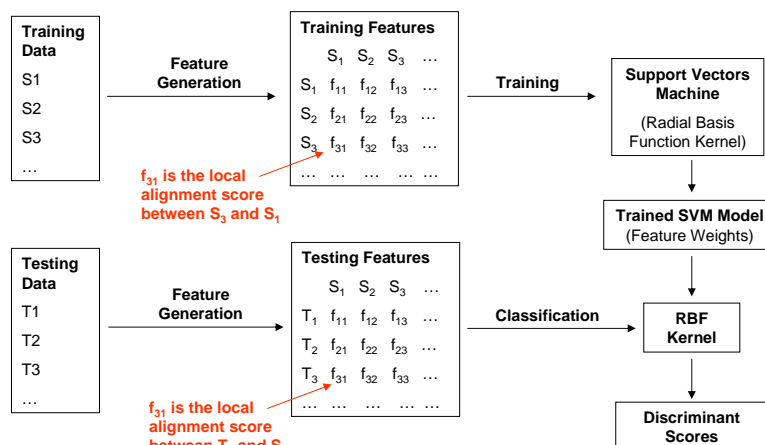 Training
Data
S1
S2
S3
…
Feature
Generation
Training Features
S1 S2 S3 …
S1 f11 f12 f13 …
S2 f21 f22 f23 …
S3 f31 f32 f33 …
… … … …
f31 is the local
alignment score
between S3 and S1
Training
Support Vectors
Machine
(Radial Basis
Function Kernel)
Trained SVM Model
(Feature Weights)
Testing
Data
T1
T2
T3
…
Feature
Generation
Testing Features
S1 S2 S3 …
T1 f11 f12 f13 …
T2 f21 f22 f23 …
T3 f31 f32 f33 …
… … … …
f31 is the local
alignment score
between T and S
Classification
RBF
Kernel
Discriminant
Scores